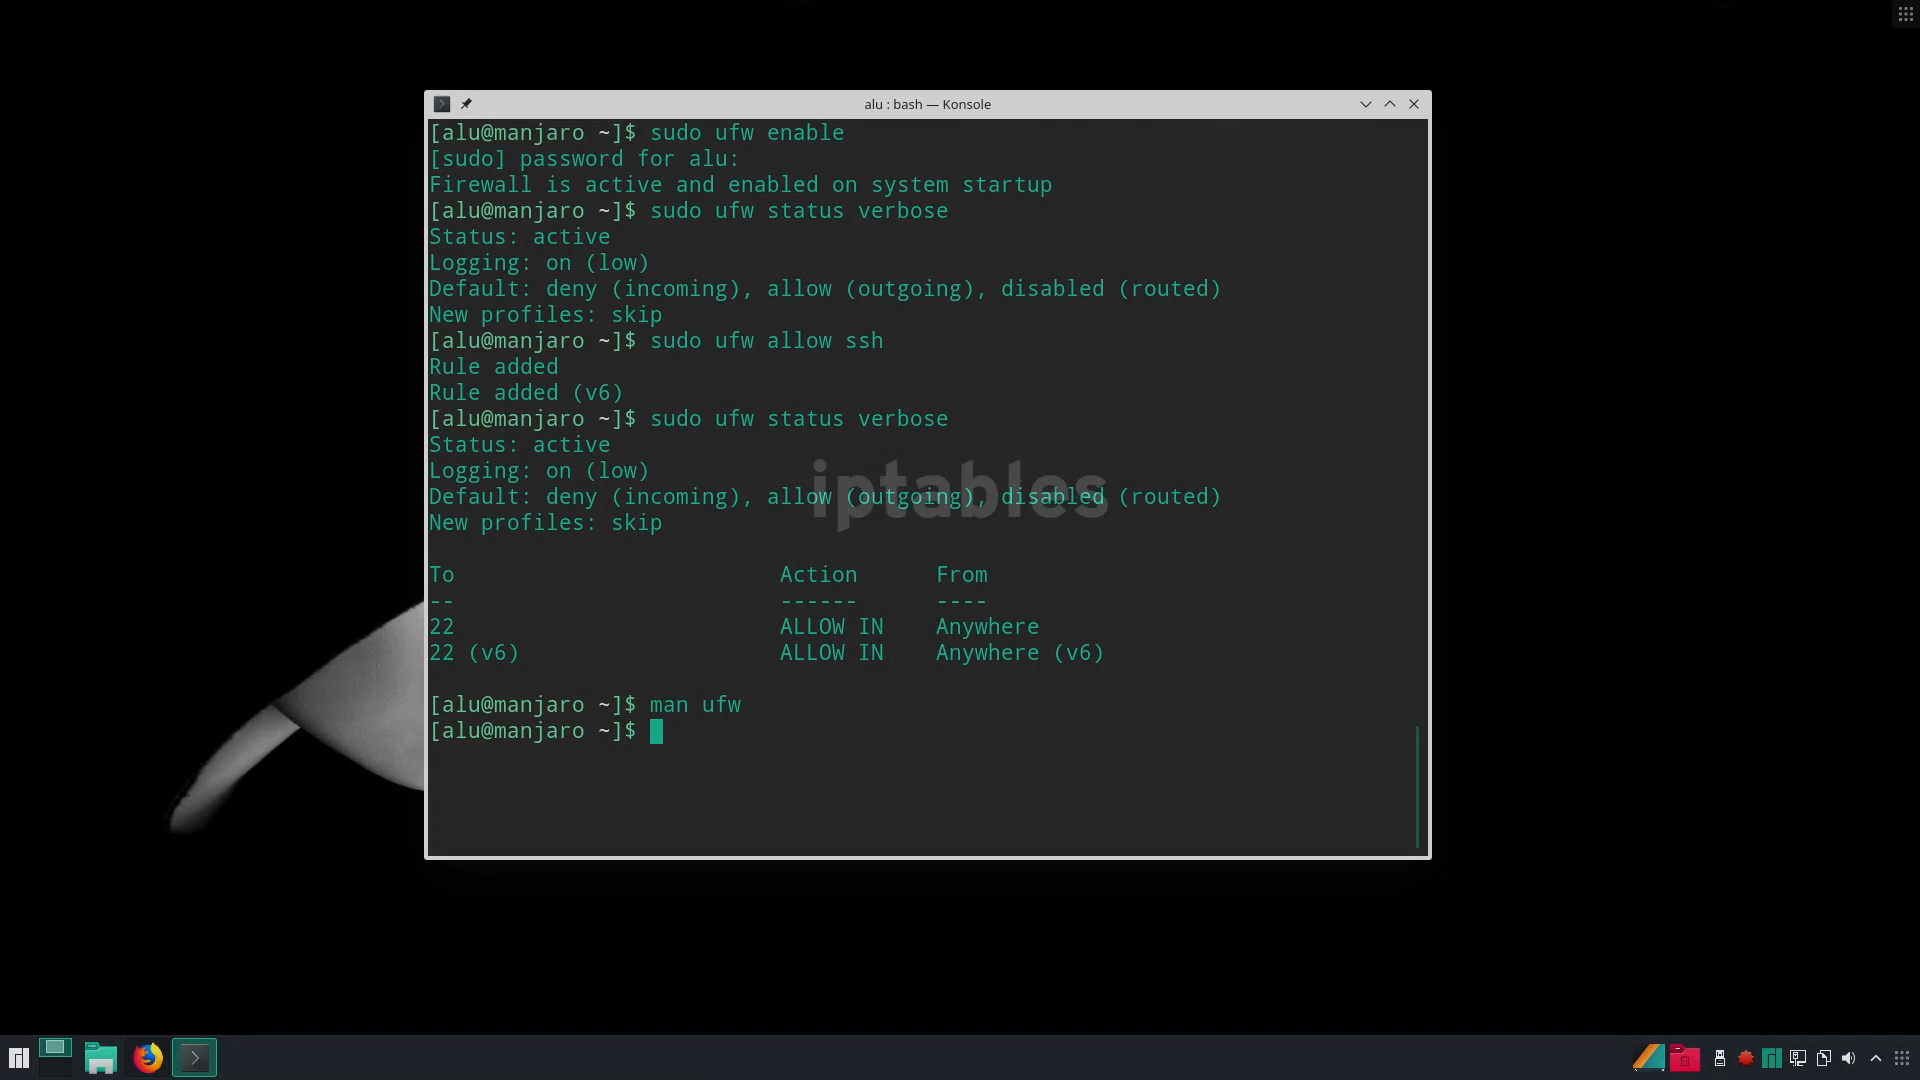 alu : bash — Konsole
[alu@manjaro ~]$ sudo ufw enable
[sudo] password for alu:
Firewall is active and enabled on system startup
[alu@manjaro ~]$ sudo ufw status verbose
Status: active
Logging: on (low)
Default: deny (incoming), allow (outgoing), disabled (routed)
New profiles: skip
[alu@manjaro ~]$ sudo ufw allow ssh
Rule added
Rule added (v6)
[alu@manjaro ~]$ sudo ufw status verbose
Status: active
Logging: on (low)
iptables
Default: deny (incoming), allow (outgoing), disabled (routed)
New profiles: skip
To Action From
-- ------ ----
22 ALLOW IN Anywhere
22 (v6) ALLOW IN Anywhere (v6)
[alu@manjaro ~]$ man ufw
[alu@manjaro ~]$